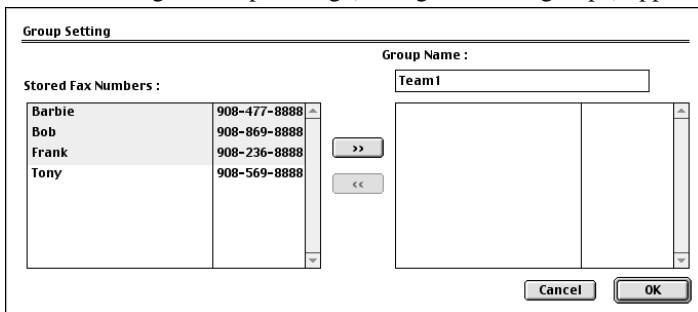 Group Setting
Group Name :
Stored Fax Numbers :
Team1
Barbie 908-477-8888
Bob 908-869-8888
Frank 908-236-8888
Tony 908-569-8888
>>
<<
Cancel OK